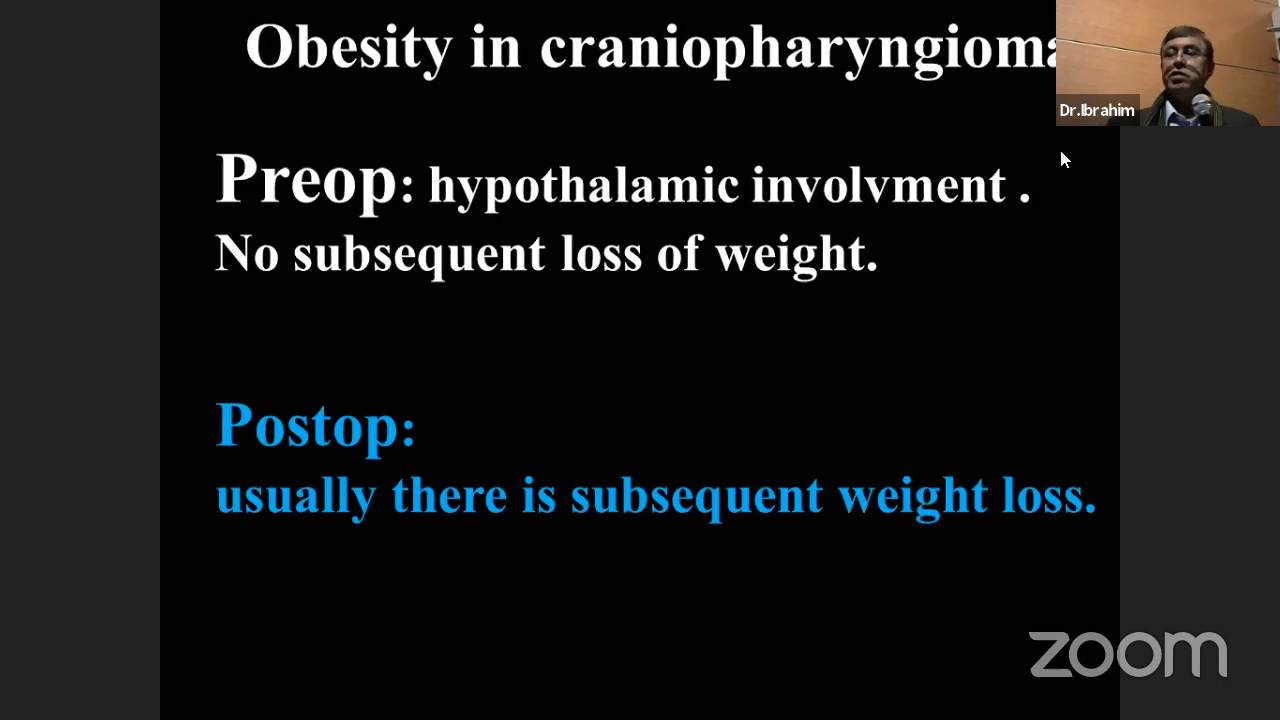 Obesity in craniopharyngioma
Dr.Ibrahim
Preop: hypothalamic involvment .
No subsequent loss of weight.
Postop:
usually there is subsequent weight loss.
zoom